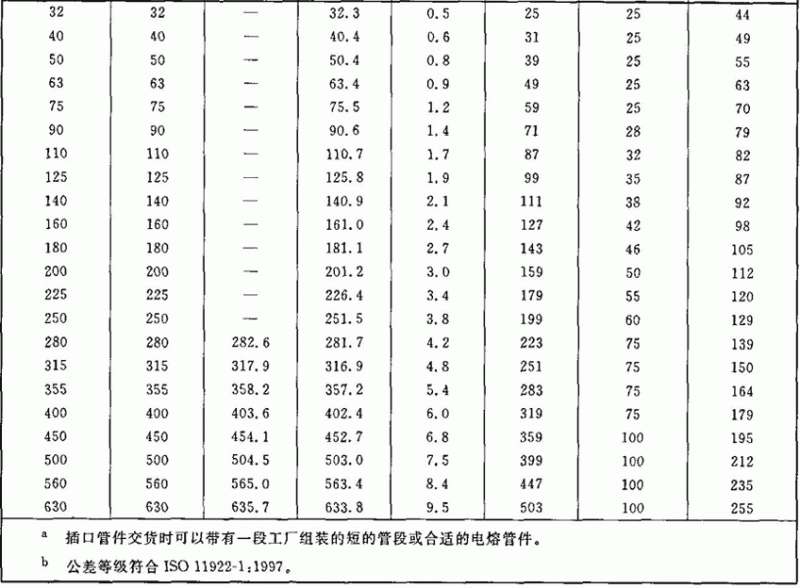 32 32 — 32.3 0.5 25 25 44
40 40 — 40.4 0.6 31 25 49
50 50 — 50.4 0.8 39 25 55
63 63 — 63.4 0.9 49 25 63
75 75 — 75.5 1.2 59 25 70
90 90 — 90.6 1.4 71 28 79
110 110 — 110.7 1.7 87 32 82
125 125 — 125.8 1.9 99 35 87
140 140 — 140.9 2.1 111 38 92
160 160 — 161.0 2.4 127 42 98
180 180 — 181.1 2.7 143 46 105
200 200 — 201.2 3.0 159 50 112
225 225 — 226.4 3.4 179 55 120
250 250 — 251.5 3.8 199 60 129
280 280 282.6 281.7 4.2 223 75 139
315 315 317.9 316.9 4.8 251 75 150
355 355 358.2 357.2 5.4 283 75 164
400 400 403.6 402.4 6.0 319 75 179
450 450 454.1 452.7 6.8 359 100 195
500 500 504.5 503.0 7.5 399 100 212
560 560 565.0 563.4 8.4 447 100 235
630 630 635.7 633.8 9.5 503 100 255
a 插口管件交货时可以带有一段工厂组装的短的管段或合适的电熔管件。
b 公差等级符合 ISO 11922-1:1997。